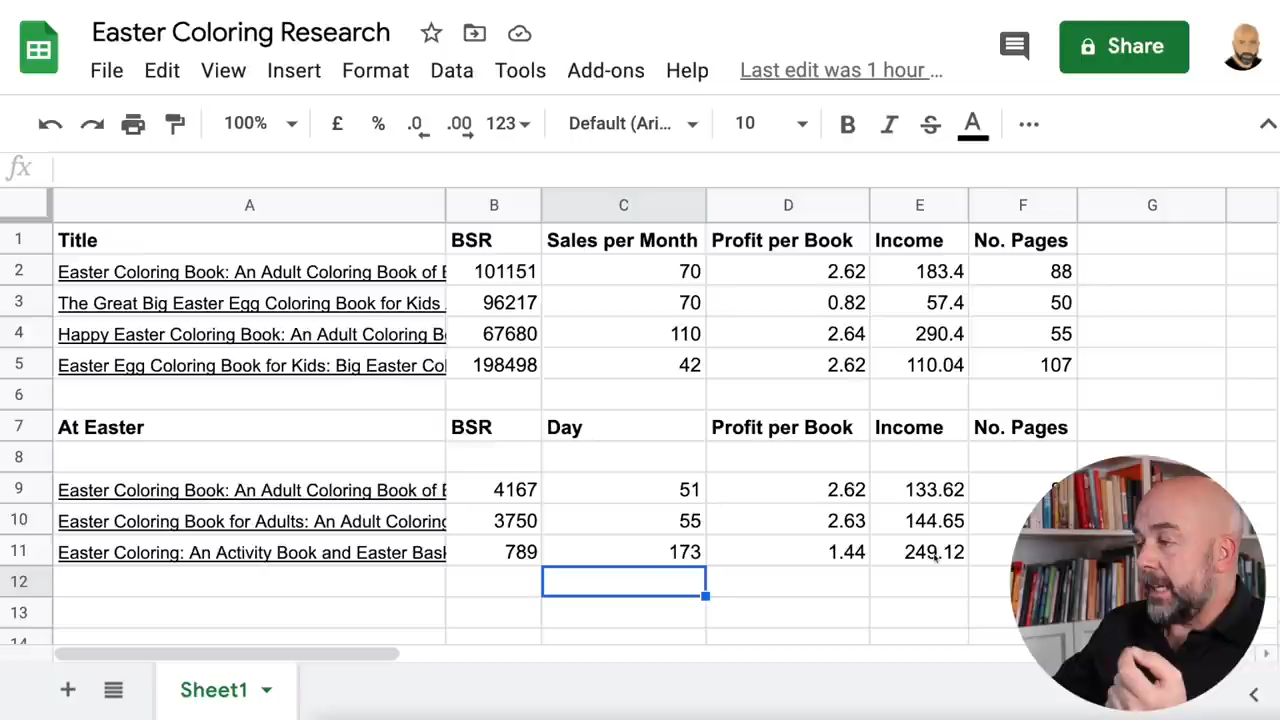 Easter Coloring Research
Share
File Edit View Insert Format Data Tools Add-ons Help Last edit was 1 hour …
100% £ % .0 .00 123 Default (Ari... 10 B I S A
fx
A B C D E F G
1 Title BSR Sales per Month Profit per Book Income No. Pages
2 Easter Coloring Book: An Adult Coloring Book of 101151 70 2.62 183.4 88
3 The Great Big Easter Egg Coloring Book for Kids 96217 70 0.82 57.4 50
4 Happy Easter Coloring Book: An Adult Coloring 67680 110 2.64 290.4 55
5 Easter Egg Coloring Book for Kids: Big Easter 198498 42 2.62 110.04 107
6
7 At Easter BSR Day Profit per Book Income No. Pages
8
9 Easter Coloring Book: An Adult Coloring Book of 4167 51 2.62 133.62
10 Easter Coloring Book for Adults: An Adult 3750 55 2.63 144.65
11 Easter Coloring: An Activity Book and Easter 789 173 1.44 249.12
12
13
14
Sheet1